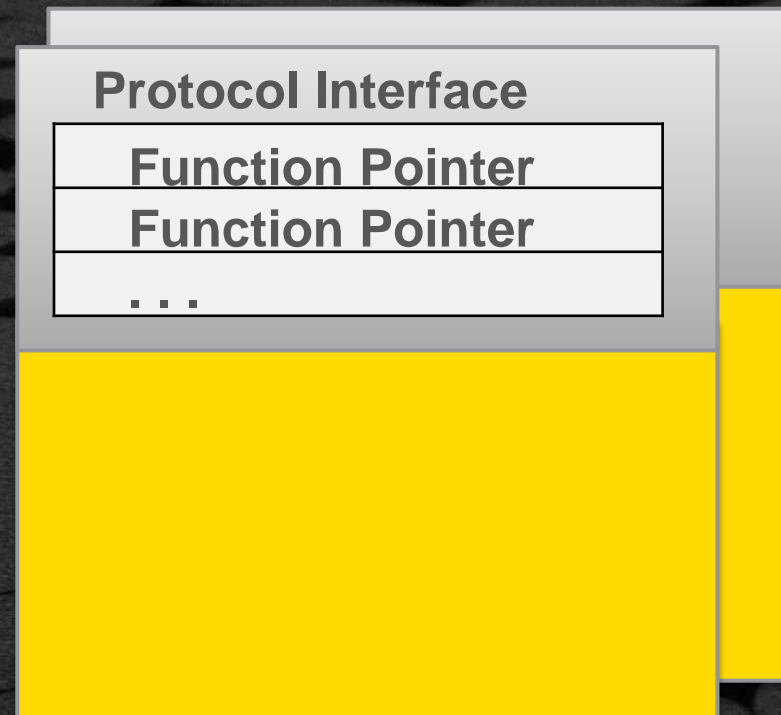 Protocol Interface
Function Pointer
Function Pointer
. . .